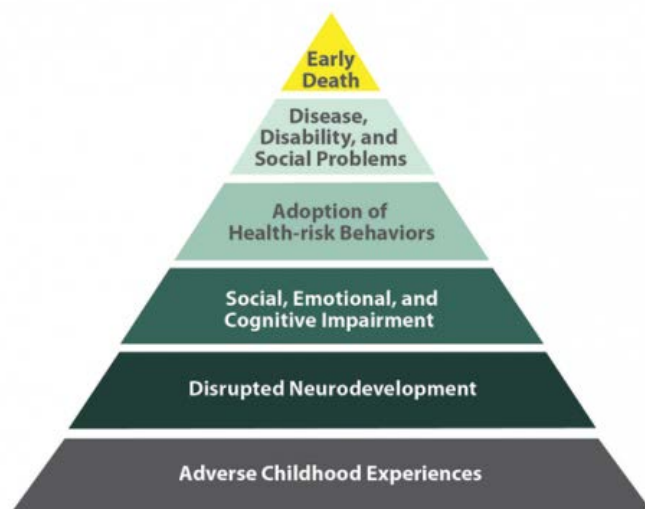 Early
Death
Disease,
Disability, and
Social Problems
Adoption of
Health-risk Behaviors
Social, Emotional, and
Cognitive Impairment
Disrupted Neurodevelopment
Adverse Childhood Experiences